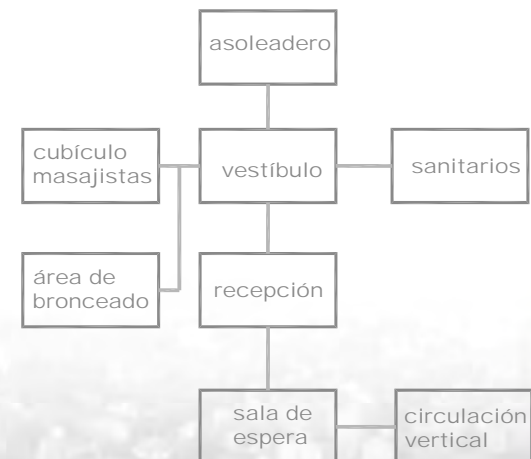 asoleadero
cubículo
masajistas
vestíbulo
sanitarios
área de
bronceado
recepción
sala de
espera
circulación
vertical